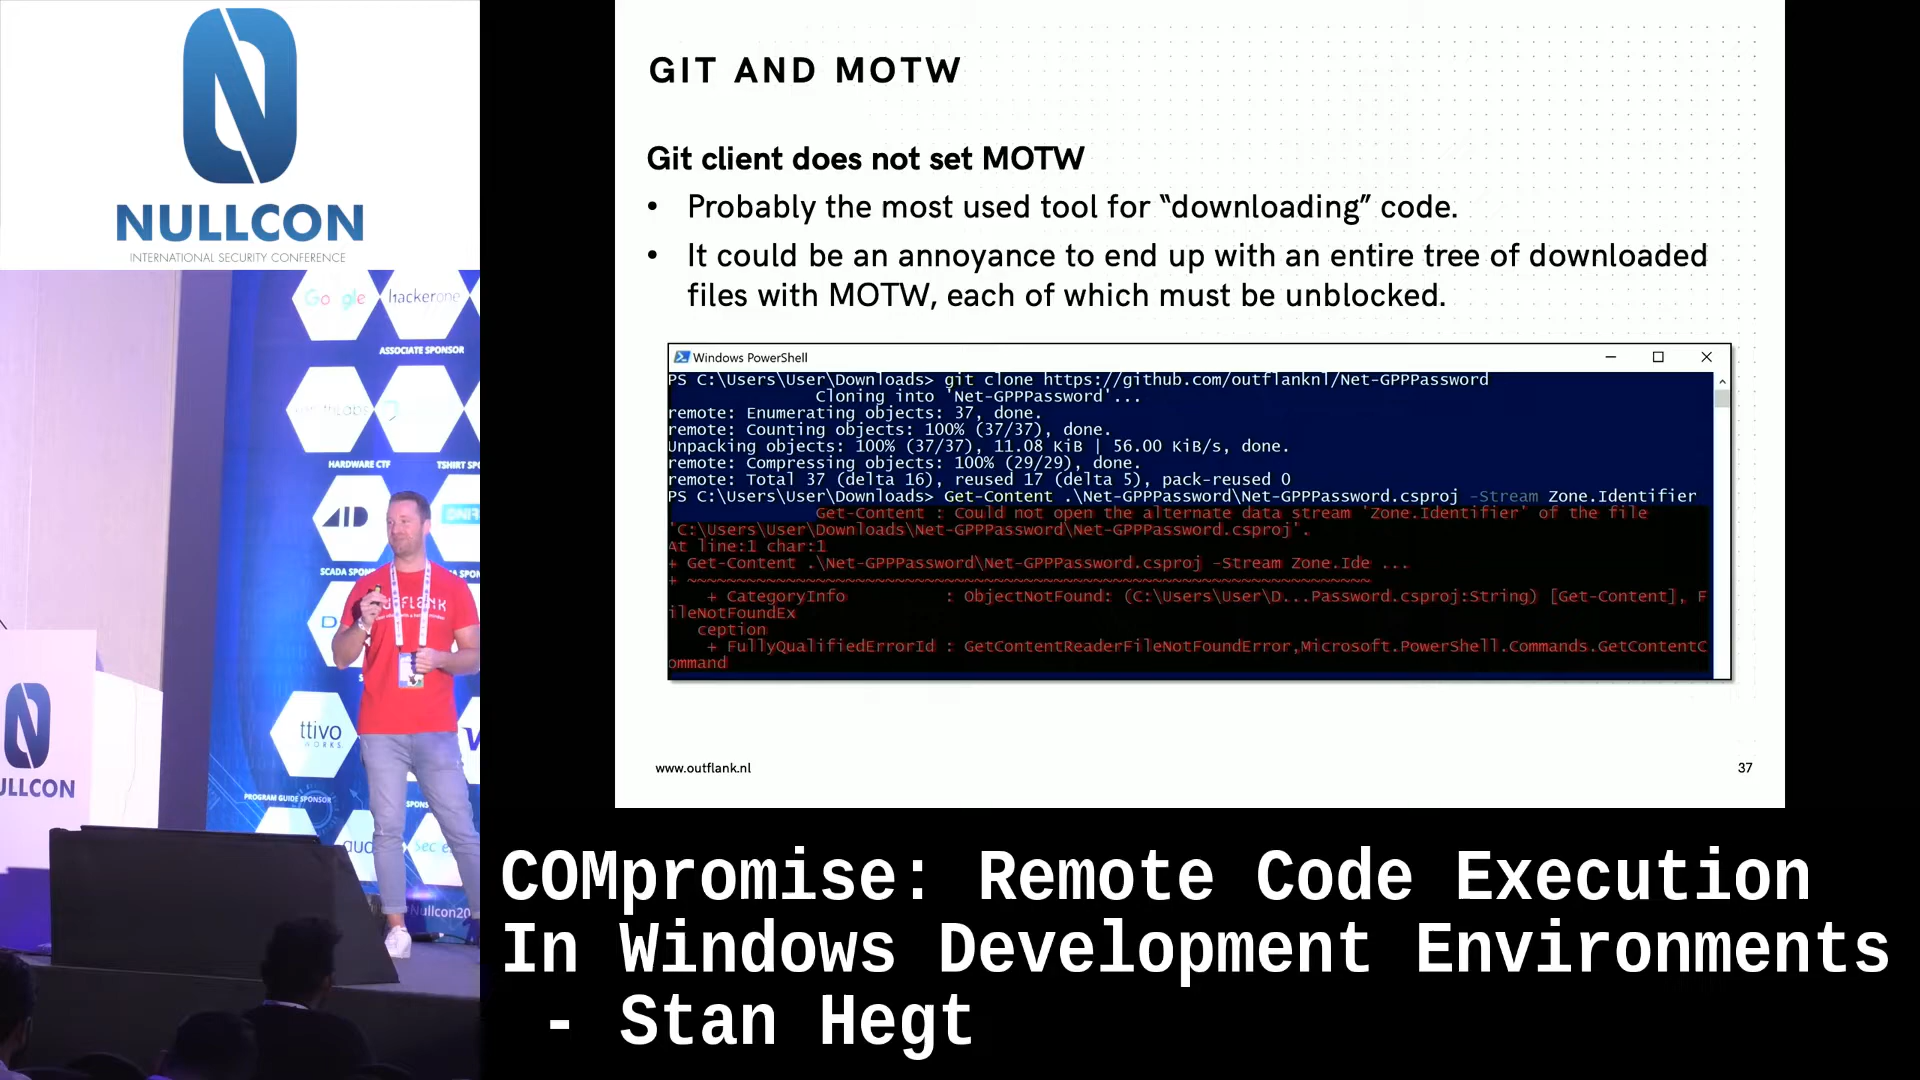 NULLCON
INTERNATIONAL SECURITY CONFERENCE
Google
hackerone
ASSOCIATE SPONSOR
HARDWARE CTF
TSHIRT SPO
SCADA SPON
outflank
ttivo
WORKS.
PROGRAM GUIDE SPONSOR
SPONS
Nullcon20
ULLCON
GIT AND MOTW
Git client does not set MOTW
• Probably the most used tool for “downloading” code.
• It could be an annoyance to end up with an entire tree of downloaded
files with MOTW, each of which must be unblocked.
Windows PowerShell
PS C:\Users\User\Downloads> git clone https://github.com/outflanknl/Net-GPPPassword
Cloning into 'Net-GPPPassword'...
remote: Enumerating objects: 37, done.
remote: Counting objects: 100% (37/37), done.
Unpacking objects: 100% (37/37), 11.08 KiB | 56.00 KiB/s, done.
remote: Compressing objects: 100% (29/29), done.
remote: Total 37 (delta 16), reused 17 (delta 5), pack-reused 0
PS C:\Users\User\Downloads> Get-Content .\Net-GPPPassword\Net-GPPPassword.csproj -Stream Zone.Identifier
Get-Content : Could not open the alternate data stream 'Zone.Identifier' of the file
'C:\Users\User\Downloads\Net-GPPPassword\Net-GPPPassword.csproj'.
At line:1 char:1
+ Get-Content .\Net-GPPPassword\Net-GPPPassword.csproj -Stream Zone.Ide ...
+ ~~~~~~~~~~~~~~~~~~~~~~~~~~~~~~~~~~~~~~~~~~~~~~~~~~~~~~~~~~~~~~~~~~~~~
+ CategoryInfo : ObjectNotFound: (C:\Users\User\D...Password.csproj:String) [Get-Content], F
ileNotFoundEx
ception
+ FullyQualifiedErrorId : GetContentReaderFileNotFoundError,Microsoft.PowerShell.Commands.GetContentC
ommand
www.outflank.nl
37
COMpromise: Remote Code Execution
In Windows Development Environments
- Stan Hegt